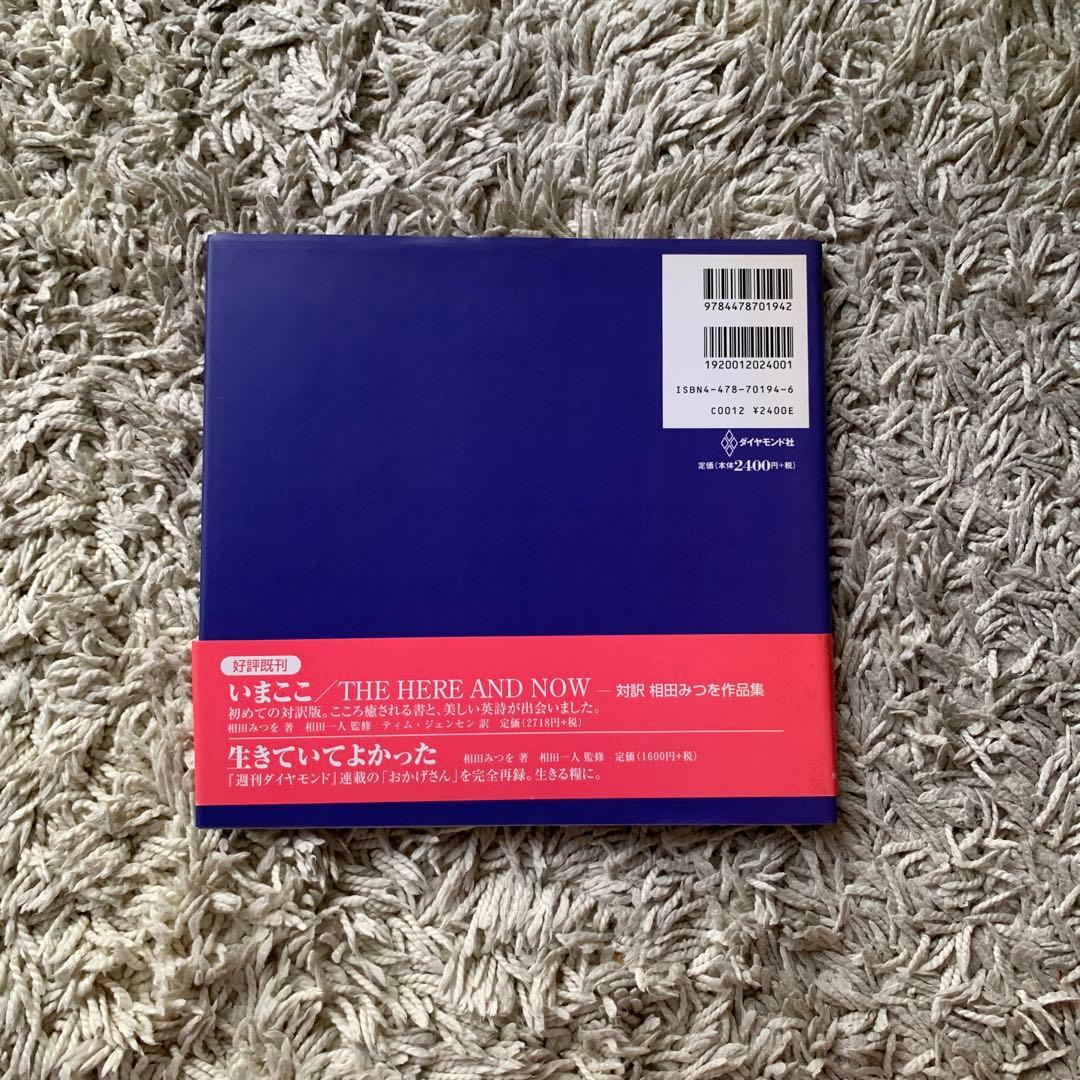 9784478701942
1920012024001
ISBN4-478-70194-6
C0012 ¥2400E
ダイヤモンド社
定価(本体2400円+税)
好評既刊
いまここ/THE HERE AND NOW — 対訳 相田みつを作品集
初めての対訳版。こころ癒される書と、美しい英詩が出会いました。
相田みつを 著 相田一人 監修 ティム・ジェンセン 訳 定価(2718円+税)
生きていてよかった 相田みつを 著 相田一人 監修 定価(1600円+税)
『週刊ダイヤモンド』連載の「おかげさん」を完全再録。生きる糧に。